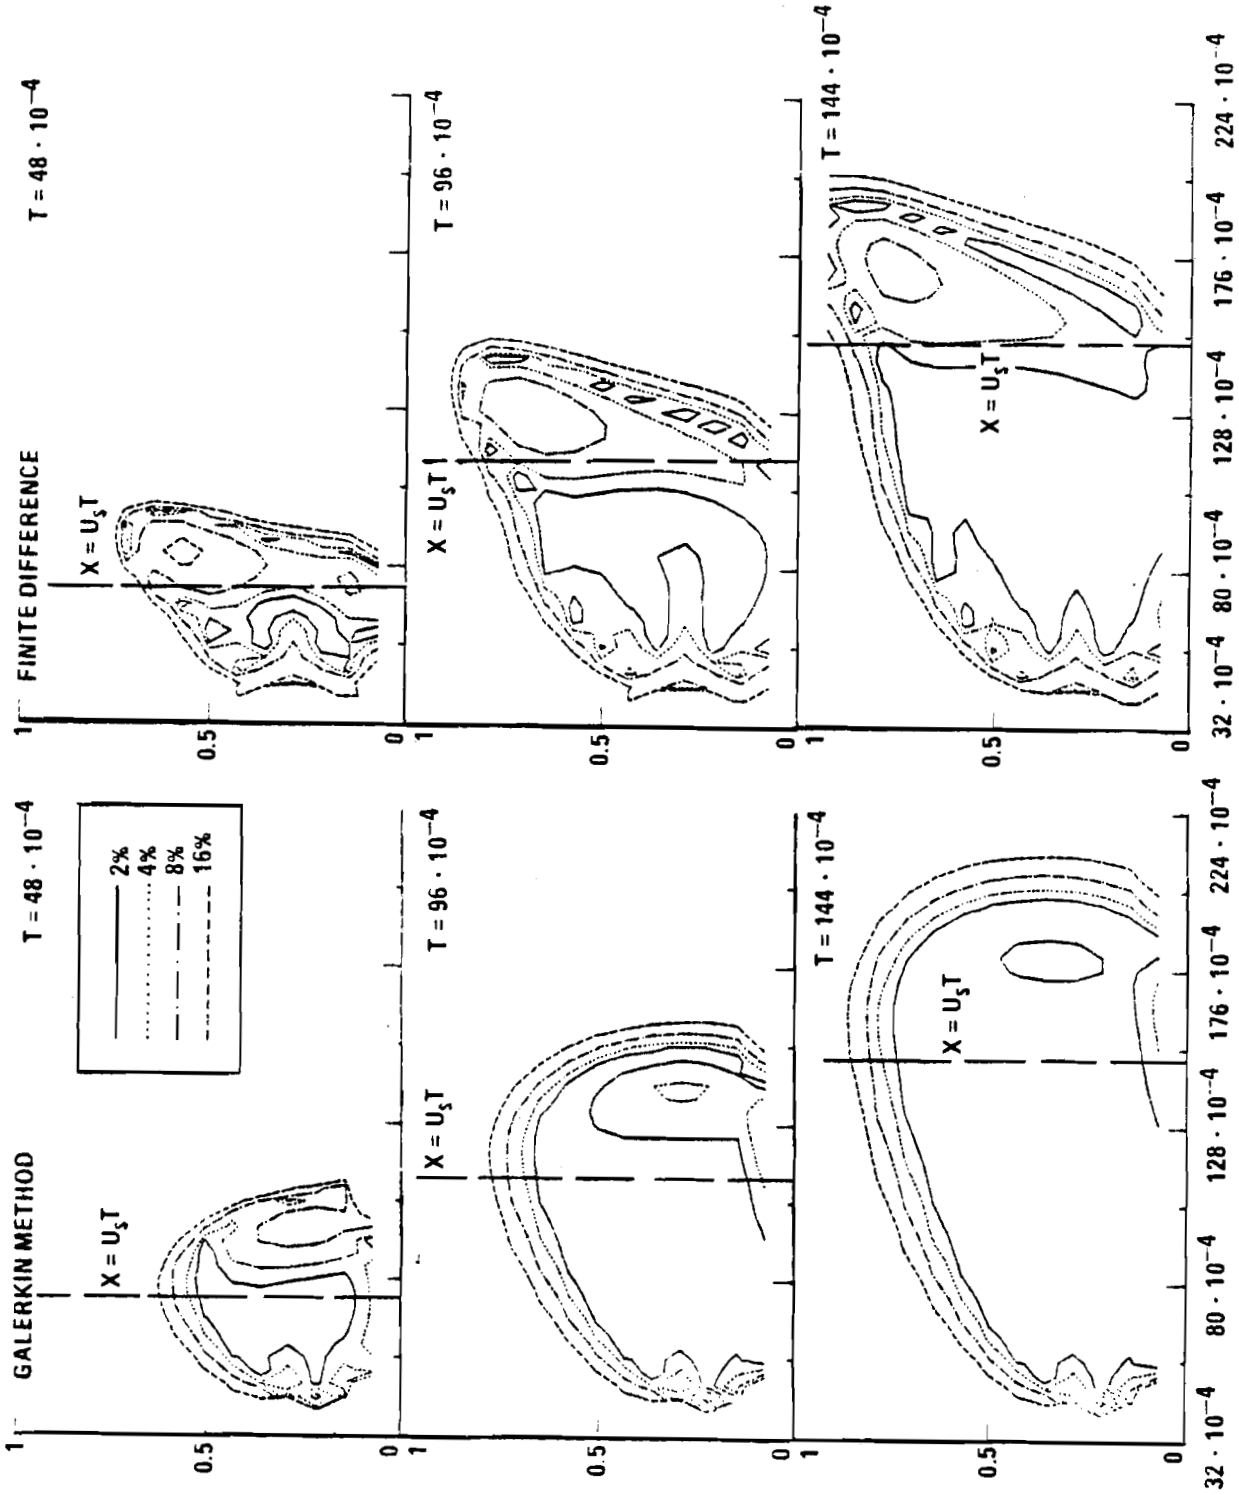 GALERKIN METHOD
T = 48 · 10⁻⁴
X = UₛT
2%
4%
8%
16%
1
0.5
0
T = 96 · 10⁻⁴
X = UₛT
1
0.5
0
T = 144 · 10⁻⁴
X = UₛT
1
0.5
0
32 · 10⁻⁴ 80 · 10⁻⁴ 128 · 10⁻⁴ 176 · 10⁻⁴ 224 · 10⁻⁴
FINITE DIFFERENCE
T = 48 · 10⁻⁴
X = UₛT
1
0.5
0
T = 96 · 10⁻⁴
X = UₛT
1
0.5
0
T = 144 · 10⁻⁴
X = UₛT
1
0.5
0
32 · 10⁻⁴ 80 · 10⁻⁴ 128 · 10⁻⁴ 176 · 10⁻⁴ 224 · 10⁻⁴